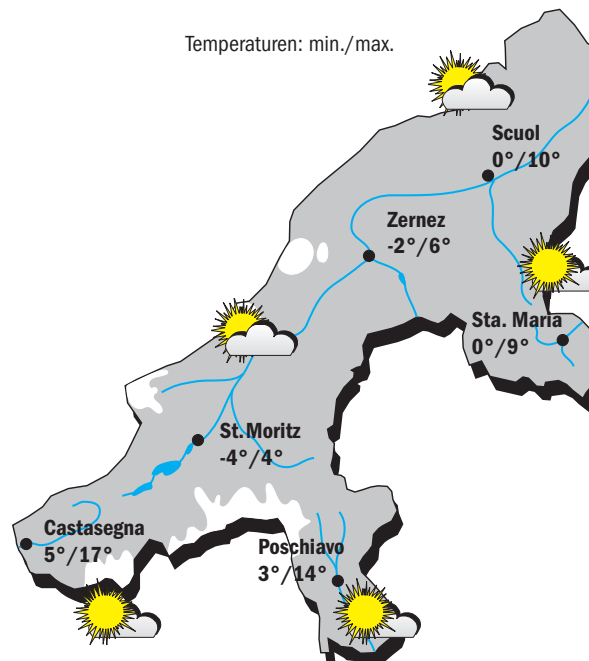 Temperaturen: min./max.
Scuol
0°/10°
Zernez
-2°/6°
Sta. Maria
0°/9°
St. Moritz
-4°/4°
Castasegna
5°/17°
Poschiavo
3°/14°